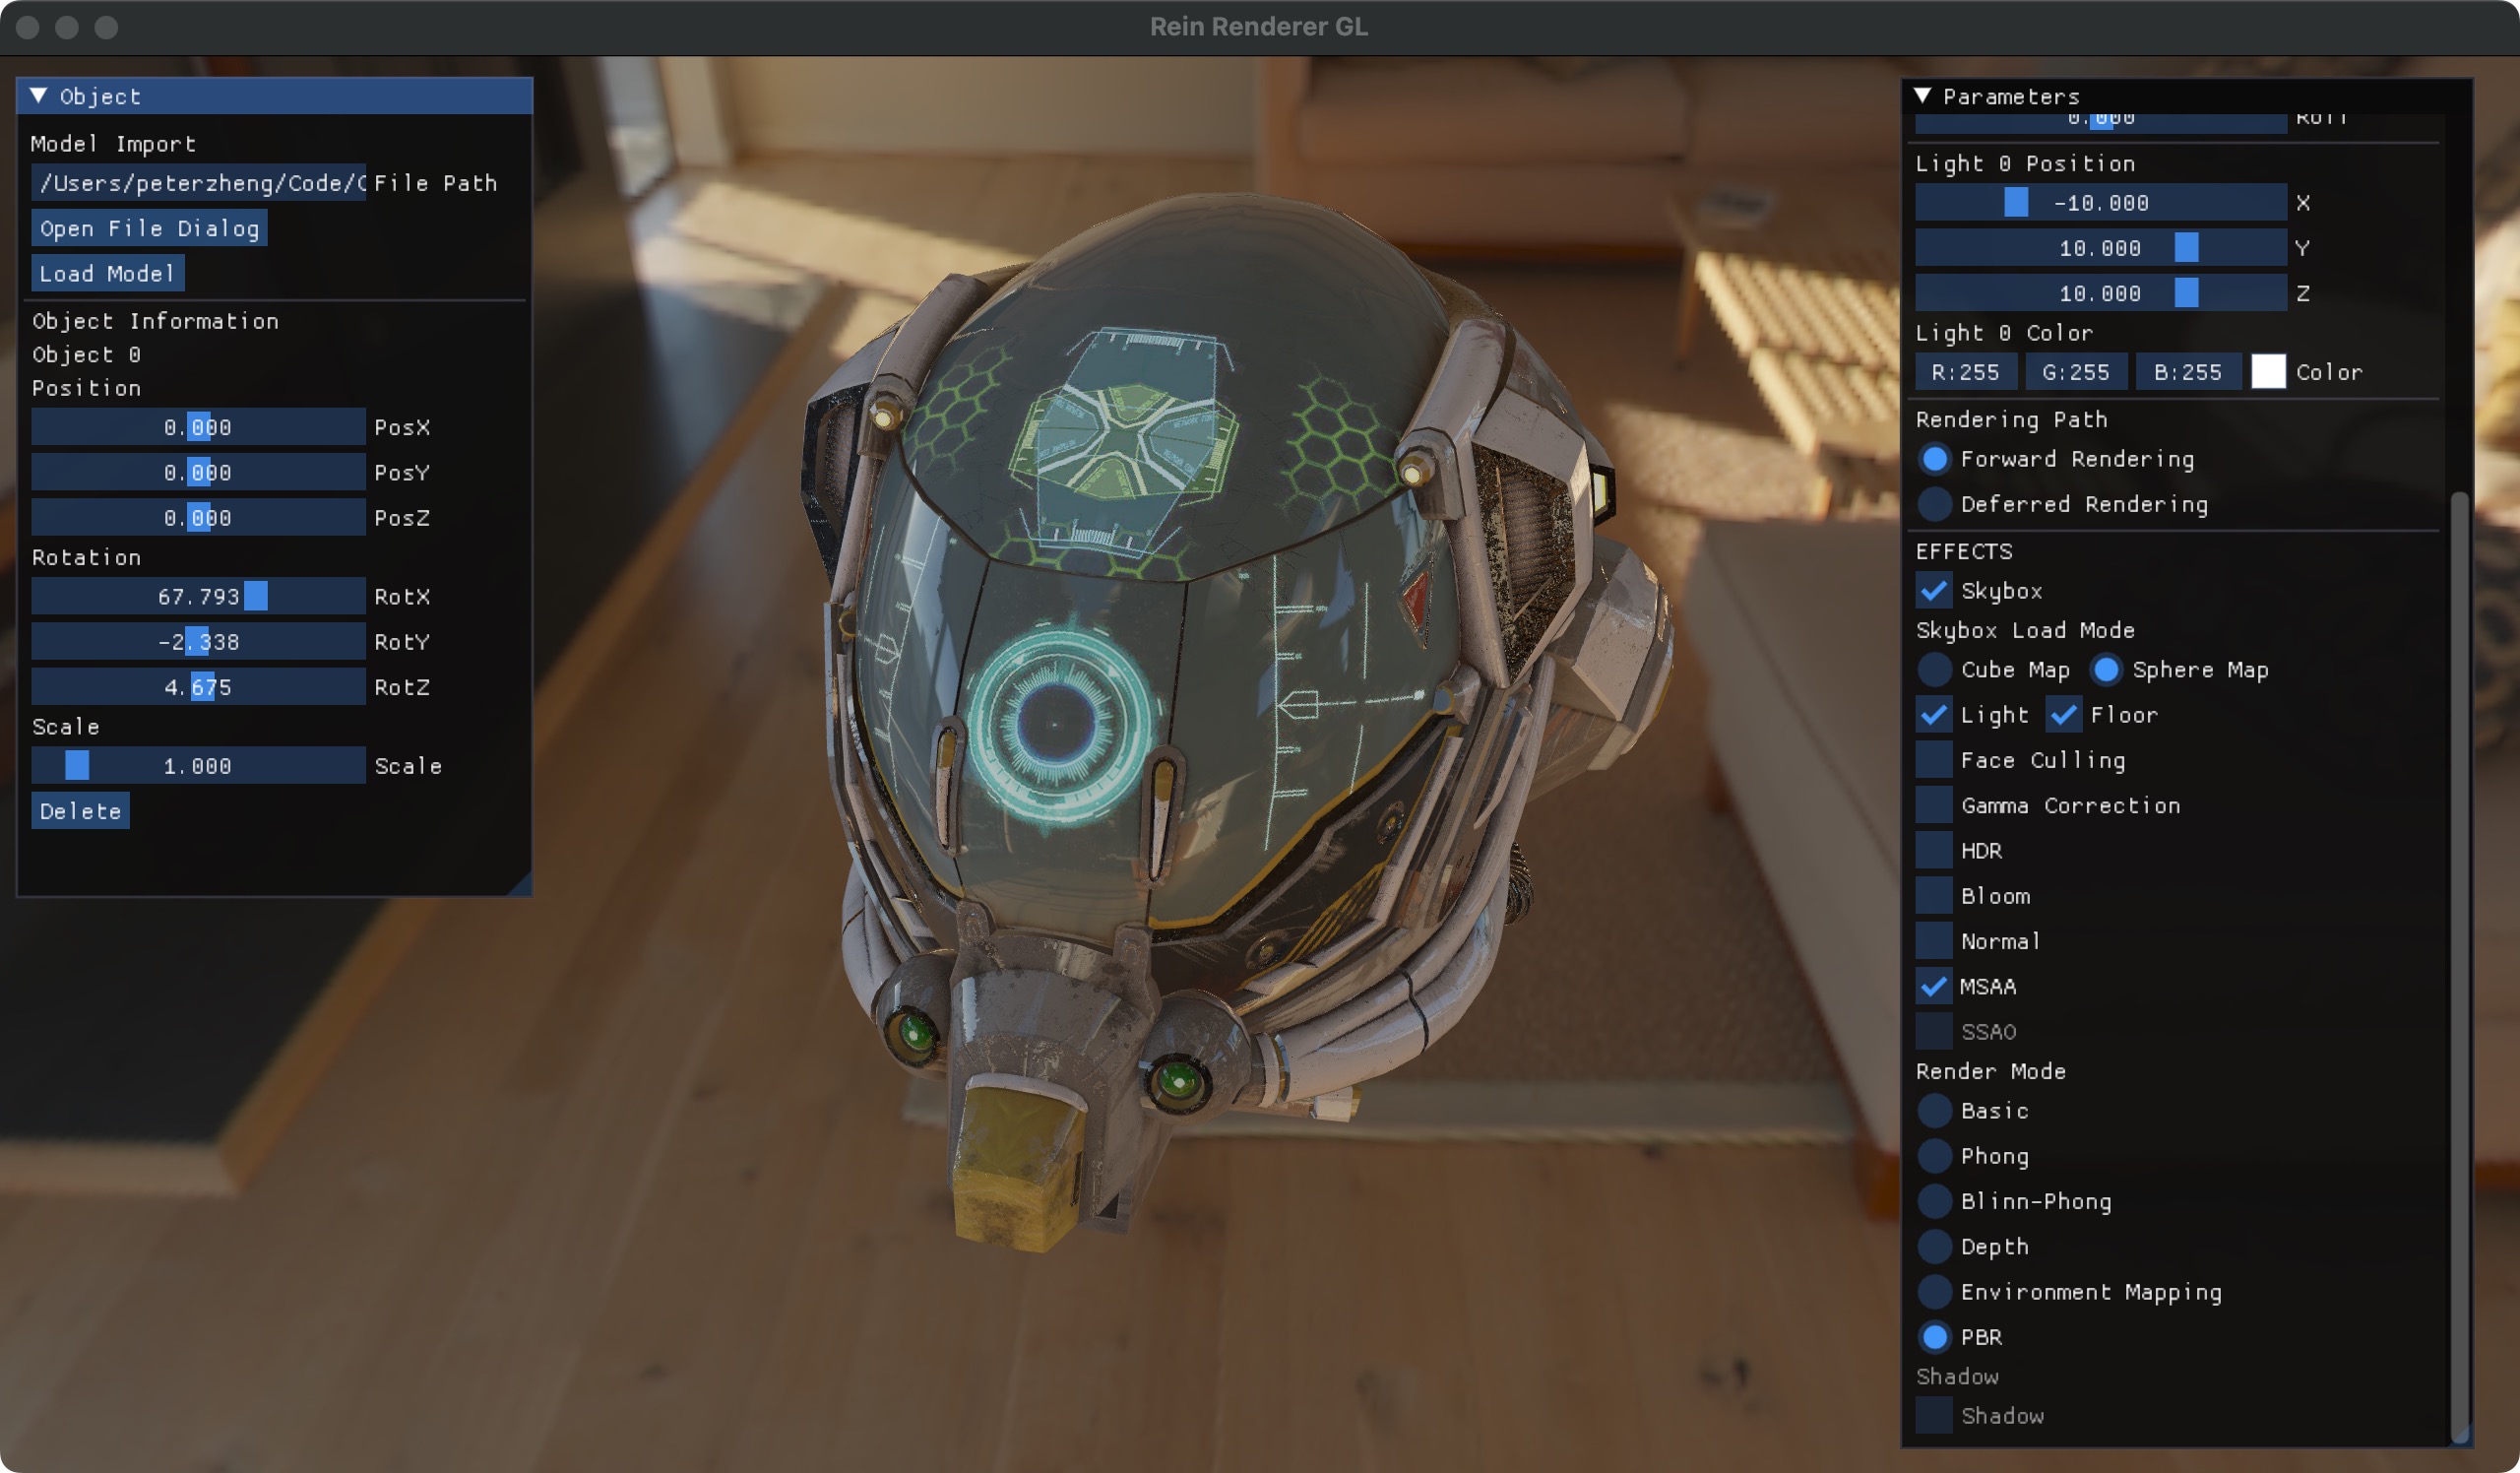 Rein Renderer GL
Object
Model Import
/Users/peterzheng/Code/ File Path
Open File Dialog
Load Model
Object Information
Object 0
Position
0.000 PosX
0.000 PosY
0.000 PosZ
Rotation
67.793 RotX
-2.338 RotY
4.675 RotZ
Scale
1.000 Scale
Delete
Parameters
0.000 Roll
Light 0 Position
-10.000 X
10.000 Y
10.000 Z
Light 0 Color
R:255 G:255 B:255 Color
Rendering Path
Forward Rendering
Deferred Rendering
EFFECTS
Skybox
Skybox Load Mode
Cube Map Sphere Map
Light Floor
Face Culling
Gamma Correction
HDR
Bloom
Normal
MSAA
SSAO
Render Mode
Basic
Phong
Blinn-Phong
Depth
Environment Mapping
PBR
Shadow
Shadow